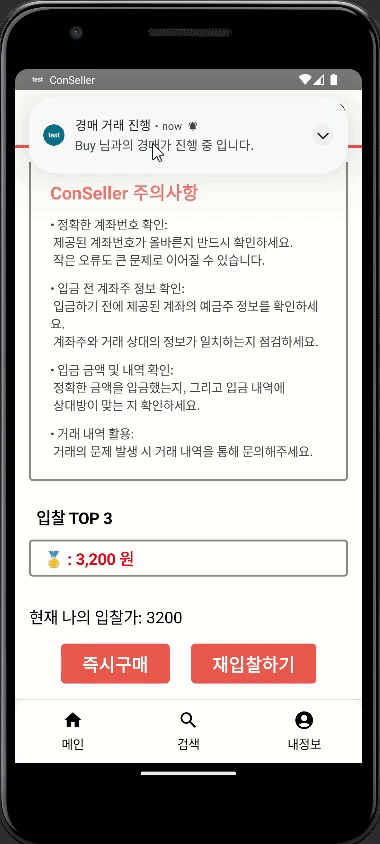 test ConSeller
test
경매 거래 진행 • now
Buy 님과의 경매가 진행 중 입니다.
ConSeller 주의사항
• 정확한 계좌번호 확인:
제공된 계좌번호가 올바른지 반드시 확인하세요.
작은 오류도 큰 문제로 이어질 수 있습니다.
• 입금 전 계좌주 정보 확인:
입금하기 전에 제공된 계좌의 예금주 정보를 확인하세
요.
계좌주와 거래 상대의 정보가 일치하는지 점검하세요.
• 입금 금액 및 내역 확인:
정확한 금액을 입금했는지, 그리고 입금 내역에
상대방이 맞는 지 확인하세요.
• 거래 내역 활용:
거래의 문제 발생 시 거래 내역을 통해 문의해주세요.
입찰 TOP 3
🥇 : 3,200 원
현재 나의 입찰가: 3200
즉시구매 재입찰하기
메인 검색 내정보